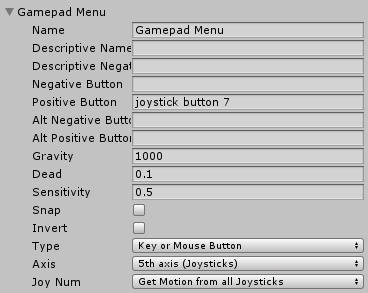 Gamepad Menu
Name Gamepad Menu
Descriptive Name
Descriptive Negat
Negative Button
Positive Button joystick button 7
Alt Negative Butto
Alt Positive Button
Gravity 1000
Dead 0.1
Sensitivity 0.5
Snap
Invert
Type Key or Mouse Button
Axis 5th axis (Joysticks)
Joy Num Get Motion from all Joysticks